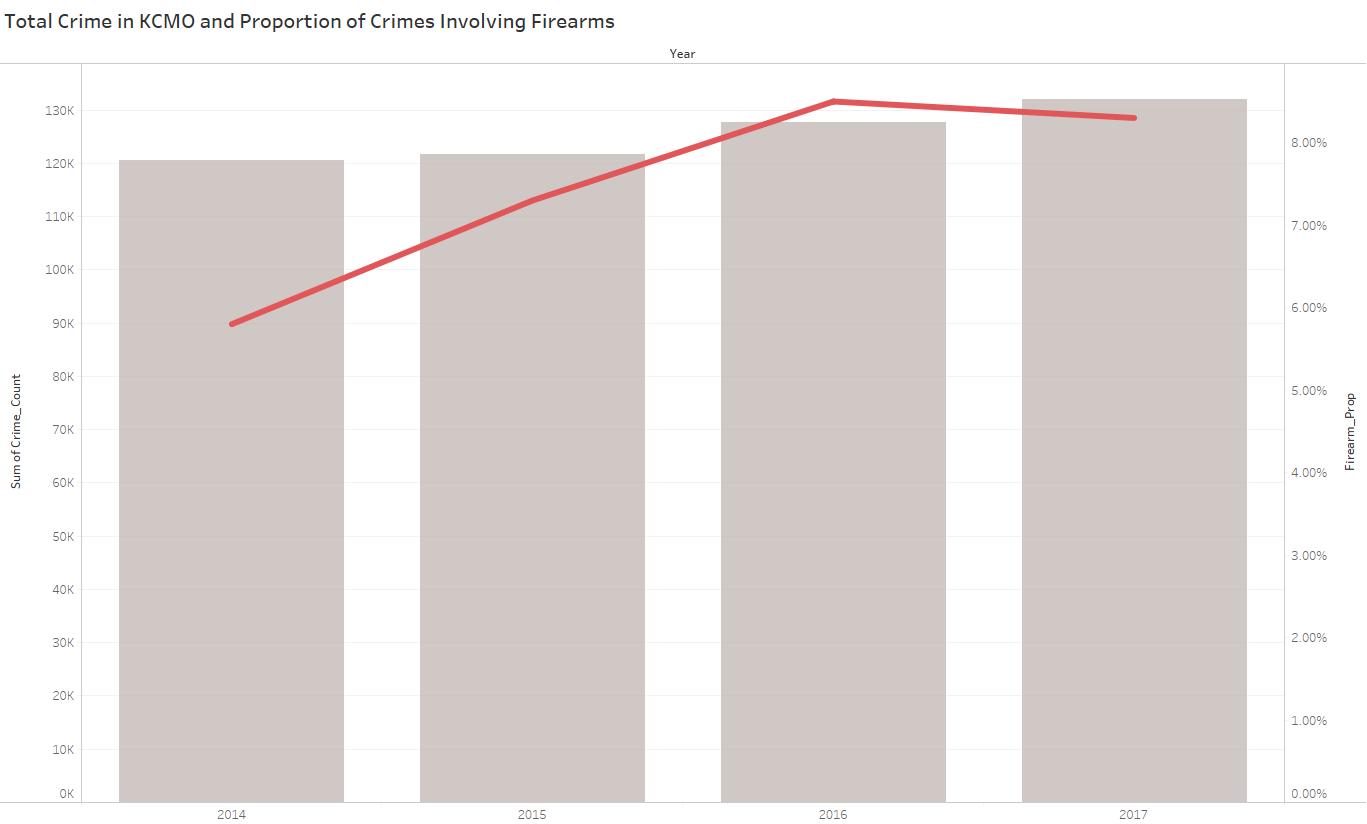 Total Crime in KCMO and Proportion of Crimes Involving Firearms
Year
130K
120K
110K
100K
90K
80K
70K
60K
50K
40K
30K
20K
10K
0K
Sum of Crime_Count
8.00%
7.00%
6.00%
5.00%
4.00%
3.00%
2.00%
1.00%
0.00%
Firearm_Prop
2014 2015 2016 2017